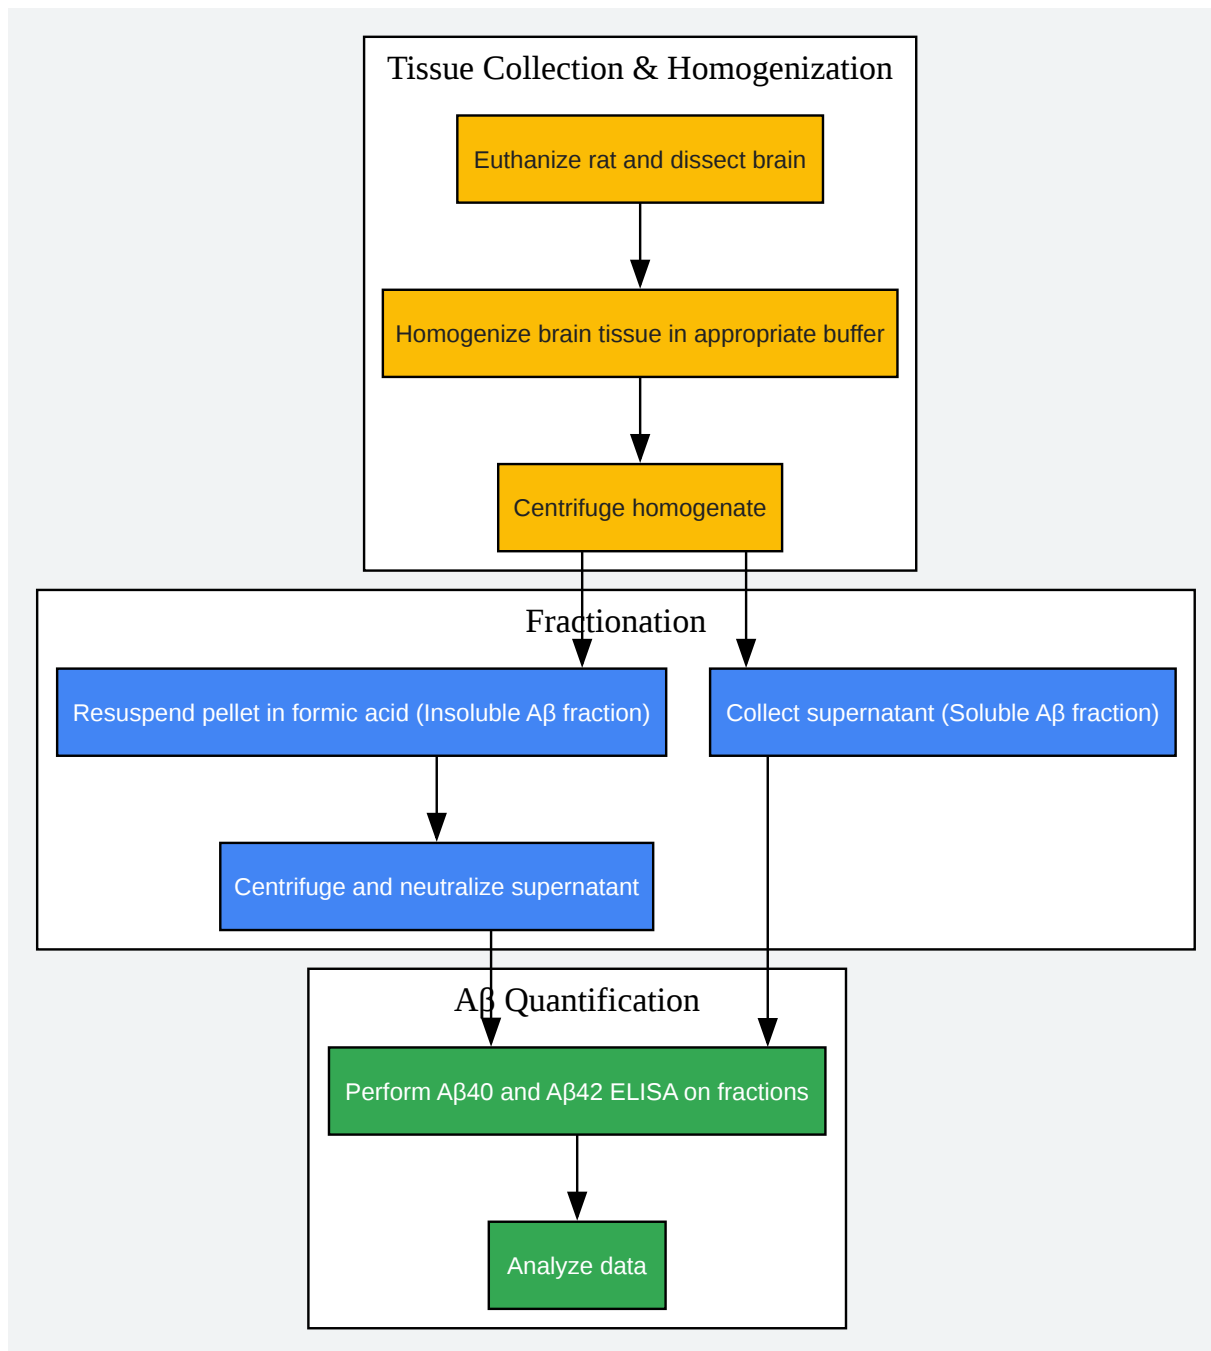 Tissue Collection & Homogenization
Euthanize rat and dissect brain
Homogenize brain tissue in appropriate buffer
Centrifuge homogenate
Fractionation
Resuspend pellet in formic acid (Insoluble Aβ fraction)
Collect supernatant (Soluble Aβ fraction)
Centrifuge and neutralize supernatant
Aβ Quantification
Perform Aβ40 and Aβ42 ELISA on fractions
Analyze data